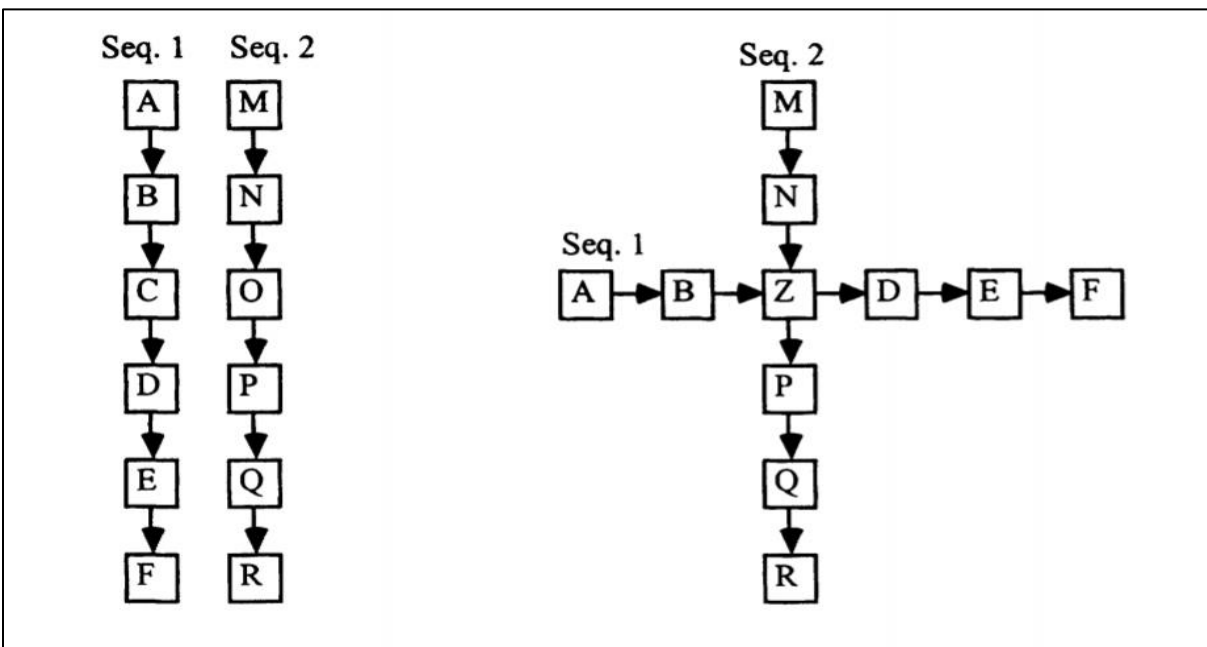 Seq. 1 Seq. 2
A M
B N
C O
D P
E Q
F R
Seq. 2
M
N
Seq. 1
A B Z D E F
P
Q
R